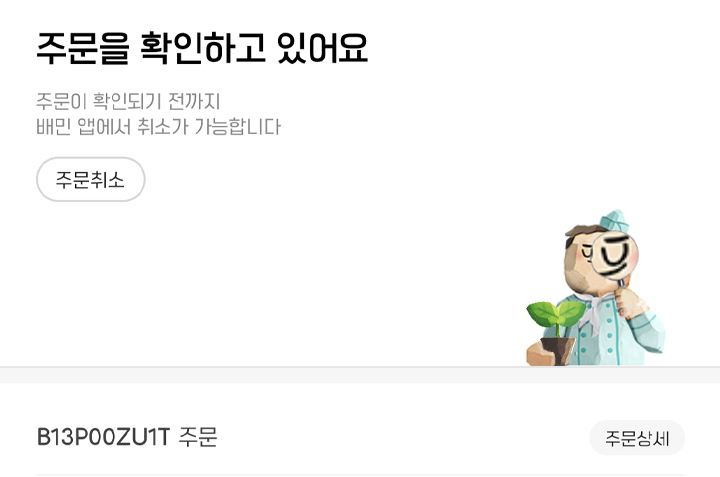 주문을 확인하고 있어요
주문이 확인되기 전까지
배민 앱에서 취소가 가능합니다
주문취소
B13P00ZU1T 주문
주문상세